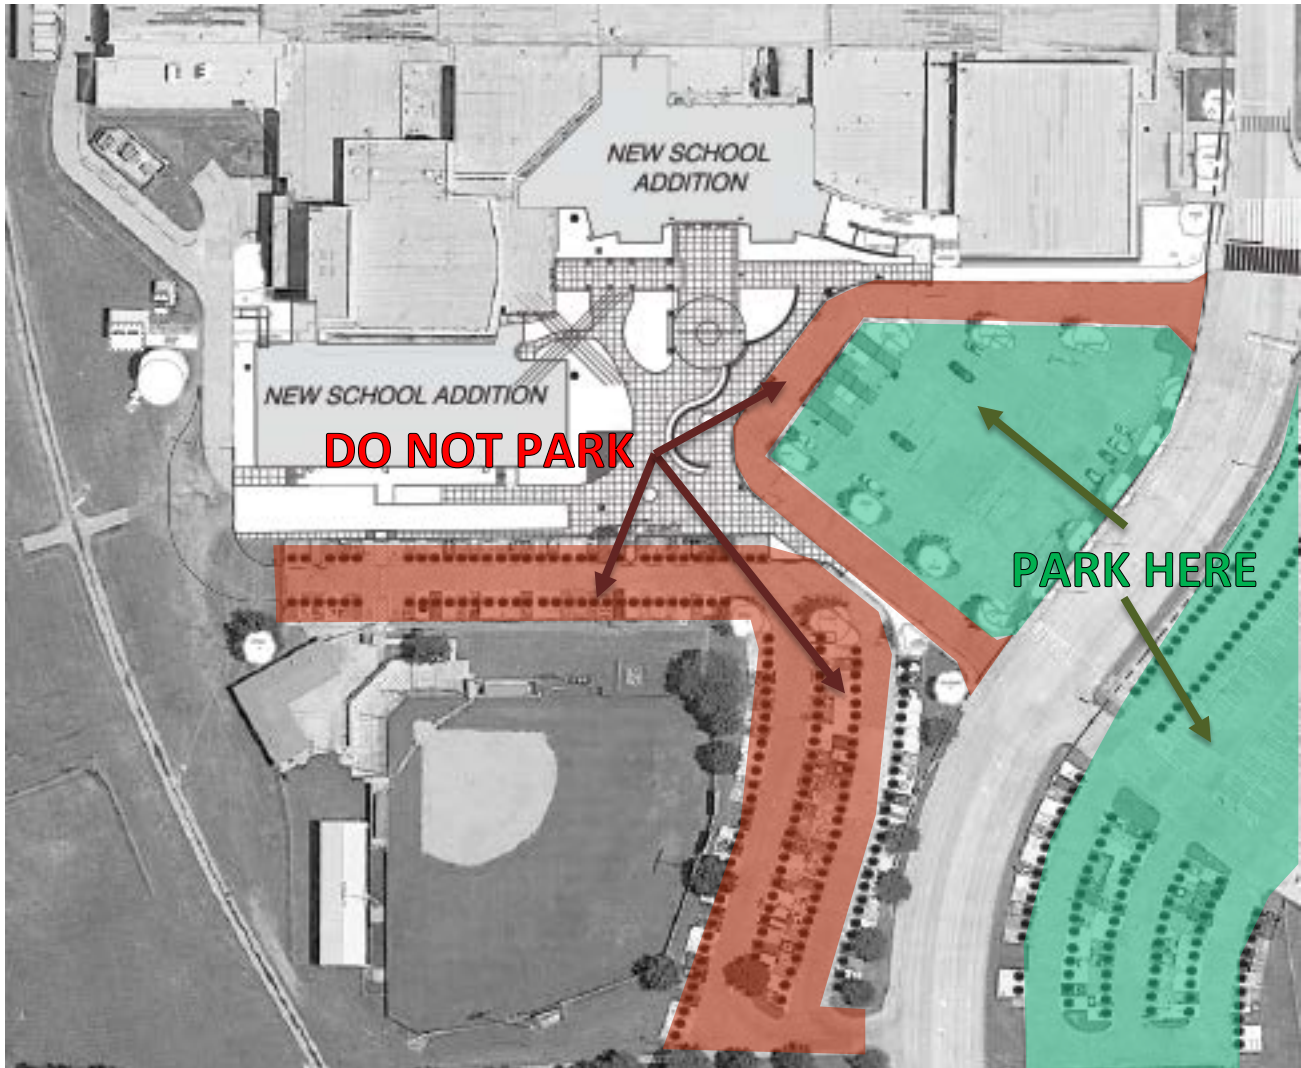 NEW SCHOOL
ADDITION
NEW SCHOOL ADDITION
DO NOT PARK
PARK HERE